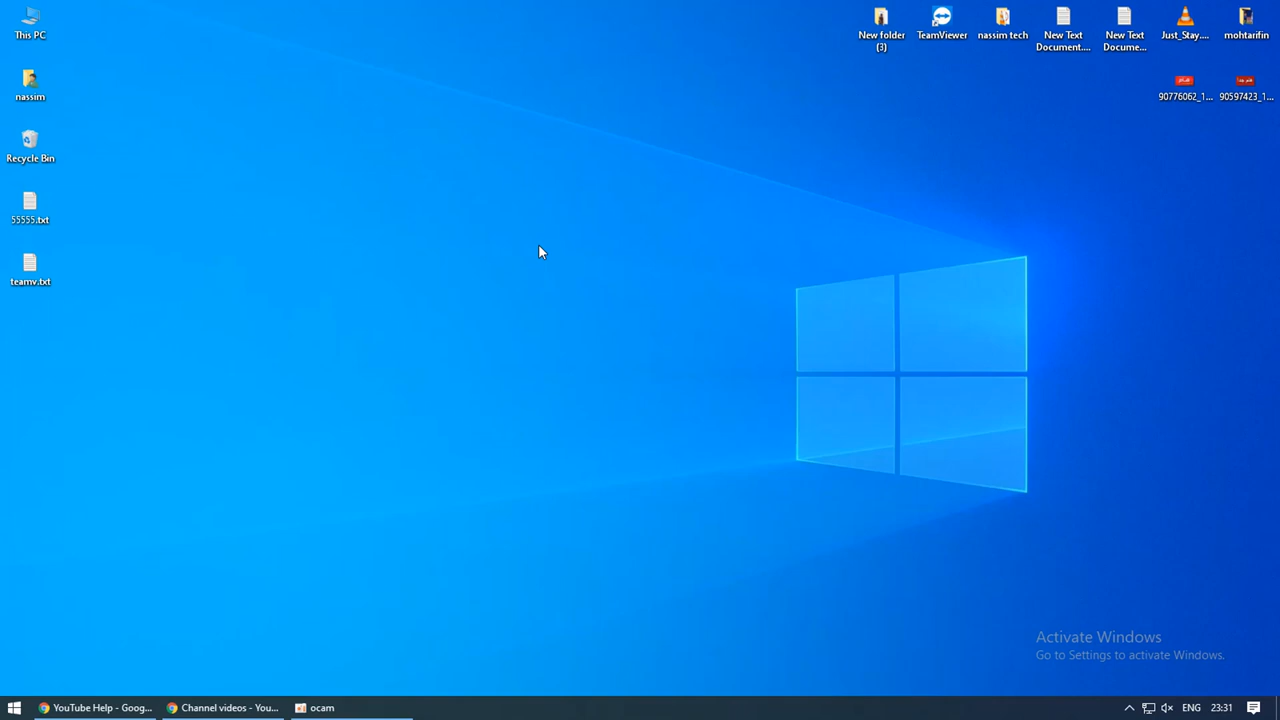 This PC
nassim
Recycle Bin
55555.txt
teamv.txt
New folder
(3)
TeamViewer
nassim tech
New Text
Document....
New Text
Docume...
Just_Stay....
mohtarifin
90776062_1...
90597423_1...
Activate Windows
Go to Settings to activate Windows.
YouTube Help - Goog...
Channel videos - You...
ocam
ENG
23:31